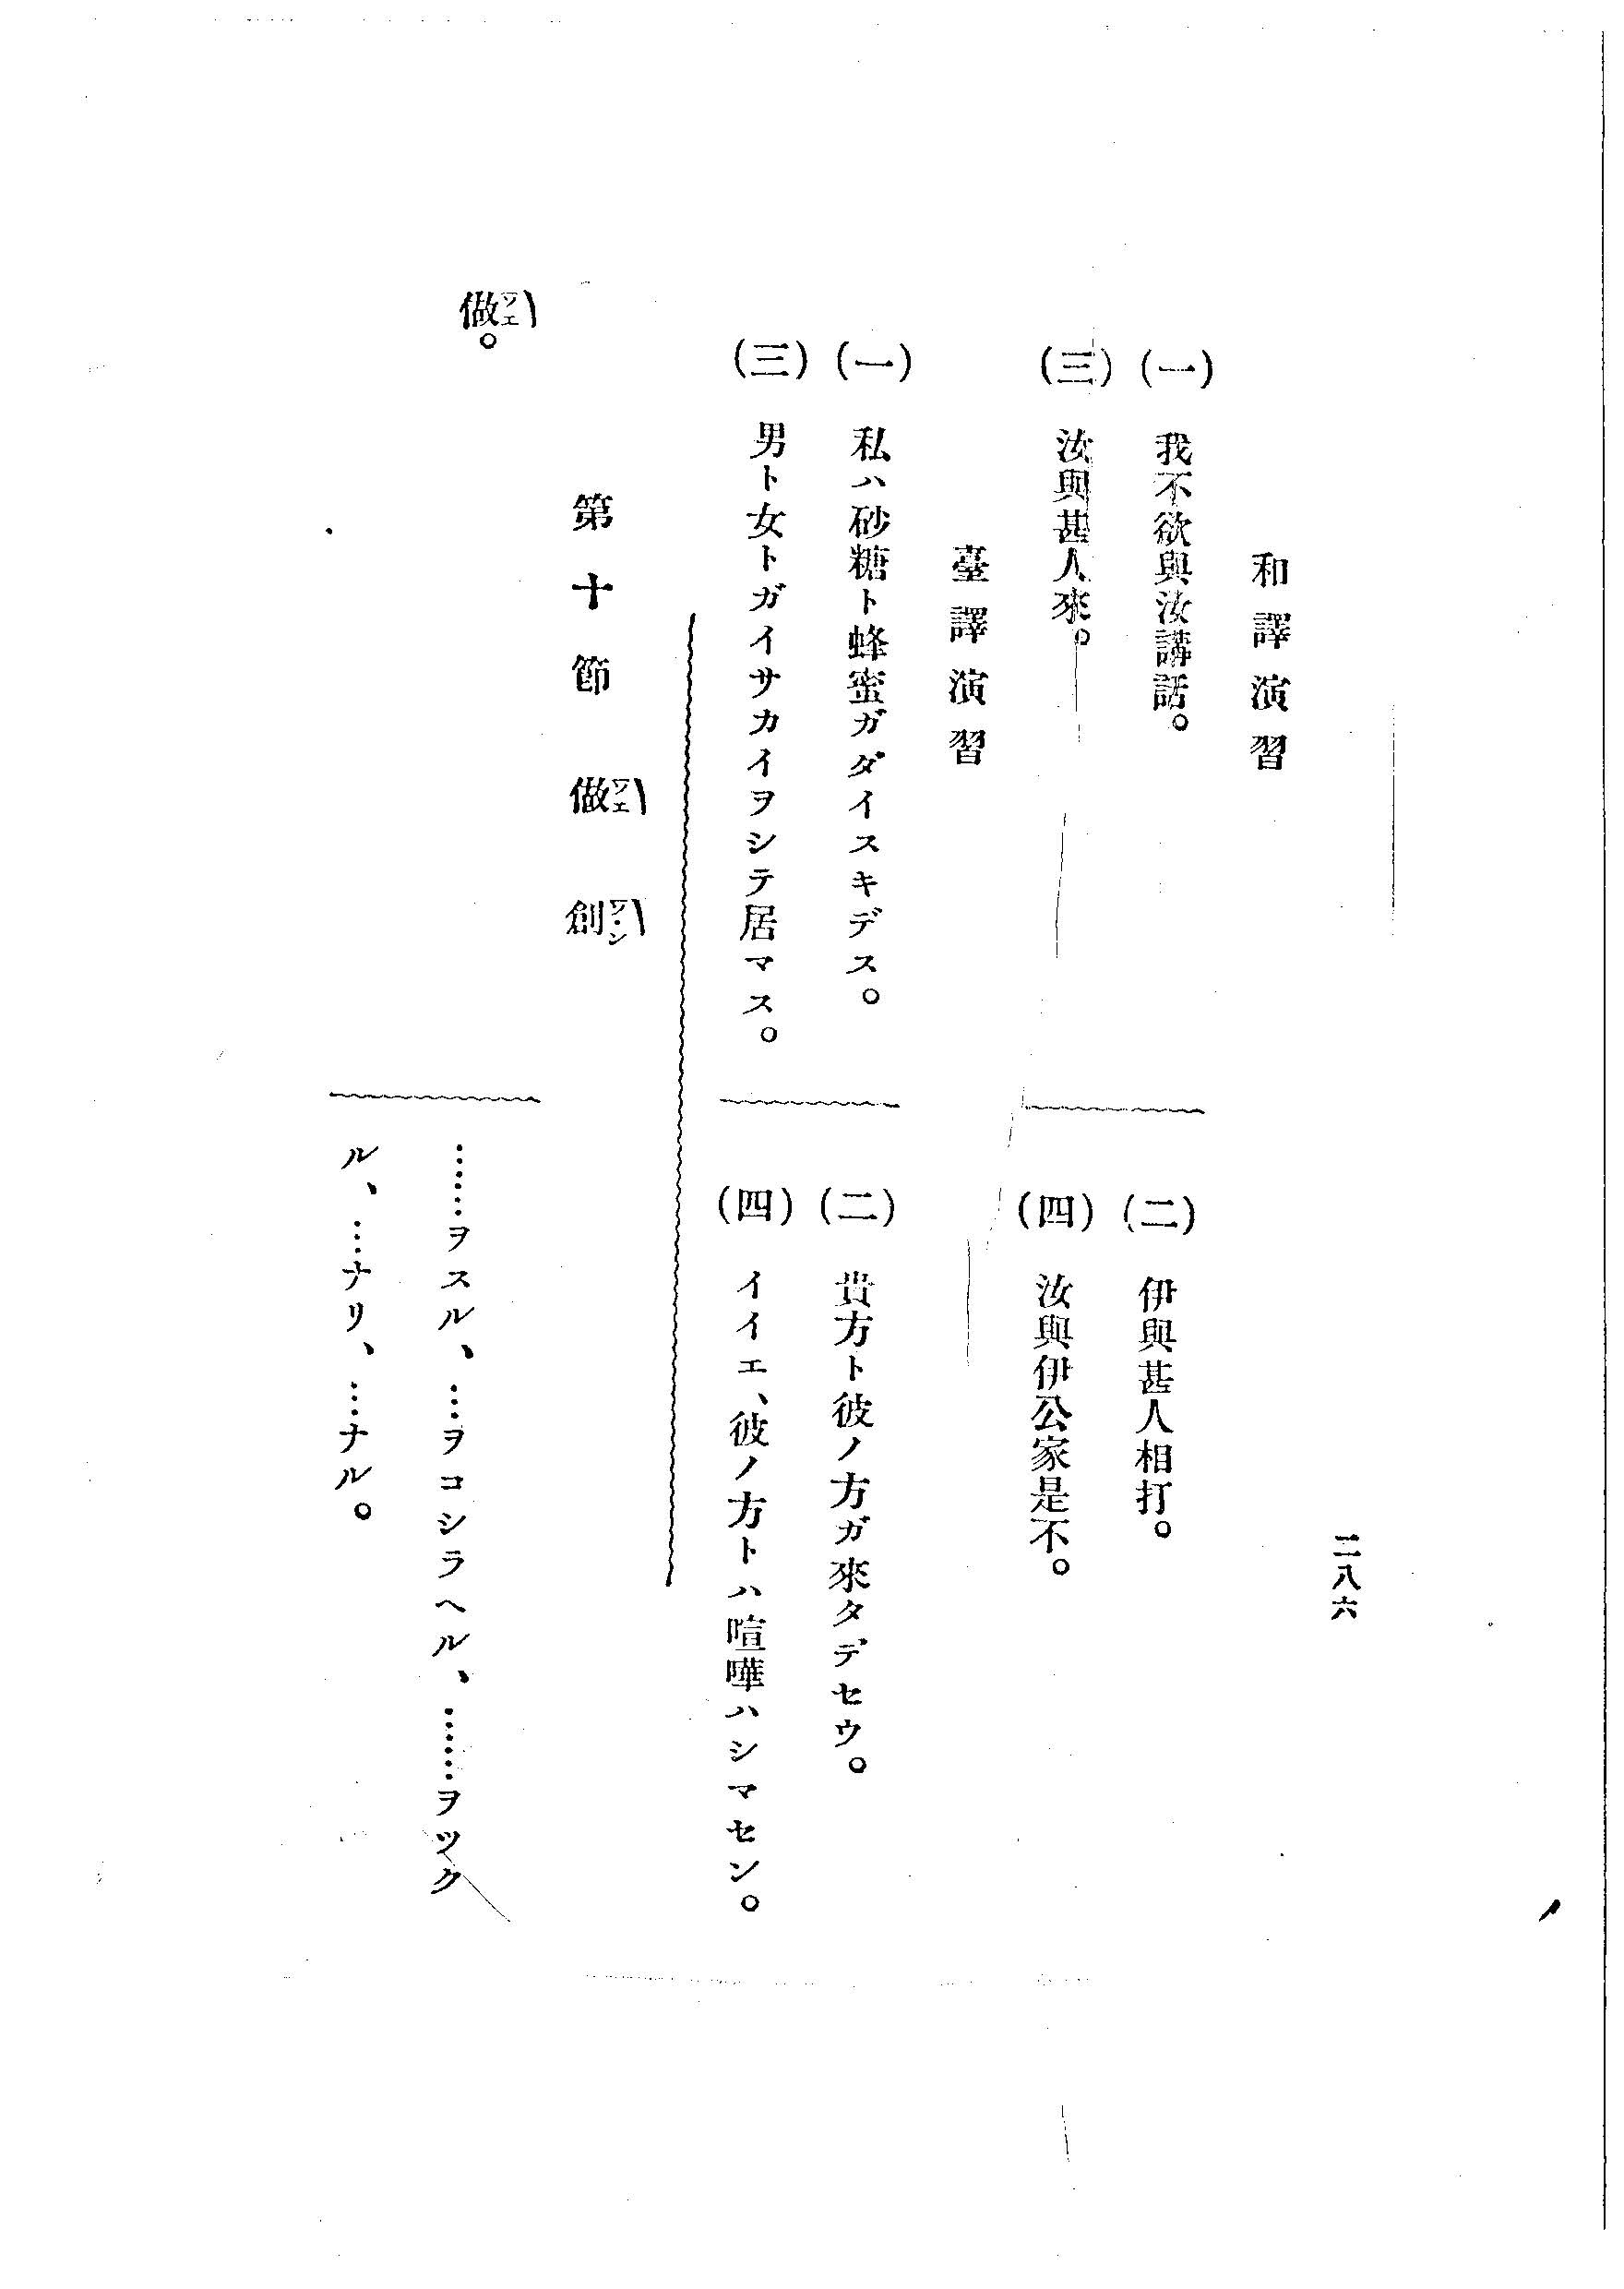 二八六
和譯演習
(一) 我不欲與汝講話。
(二) 伊與甚人相打。
(三) 汝與甚人來。
(四) 汝與伊公家是不。
臺譯演習
(一) 私ハ砂糖ト蜂蜜ガダイスキデス。
(二) 貴方ト彼ノ方ガ來タデセウ。
(三) 男ト女トガイサカイヲシテ居マス。
(四) イイエ、彼ノ方トハ喧嘩ハシマセン。
第十節 做 創
做。
……ヲスル、…ヲコシラヘル、……ヲツク
ル、…ナリ、…ナル。